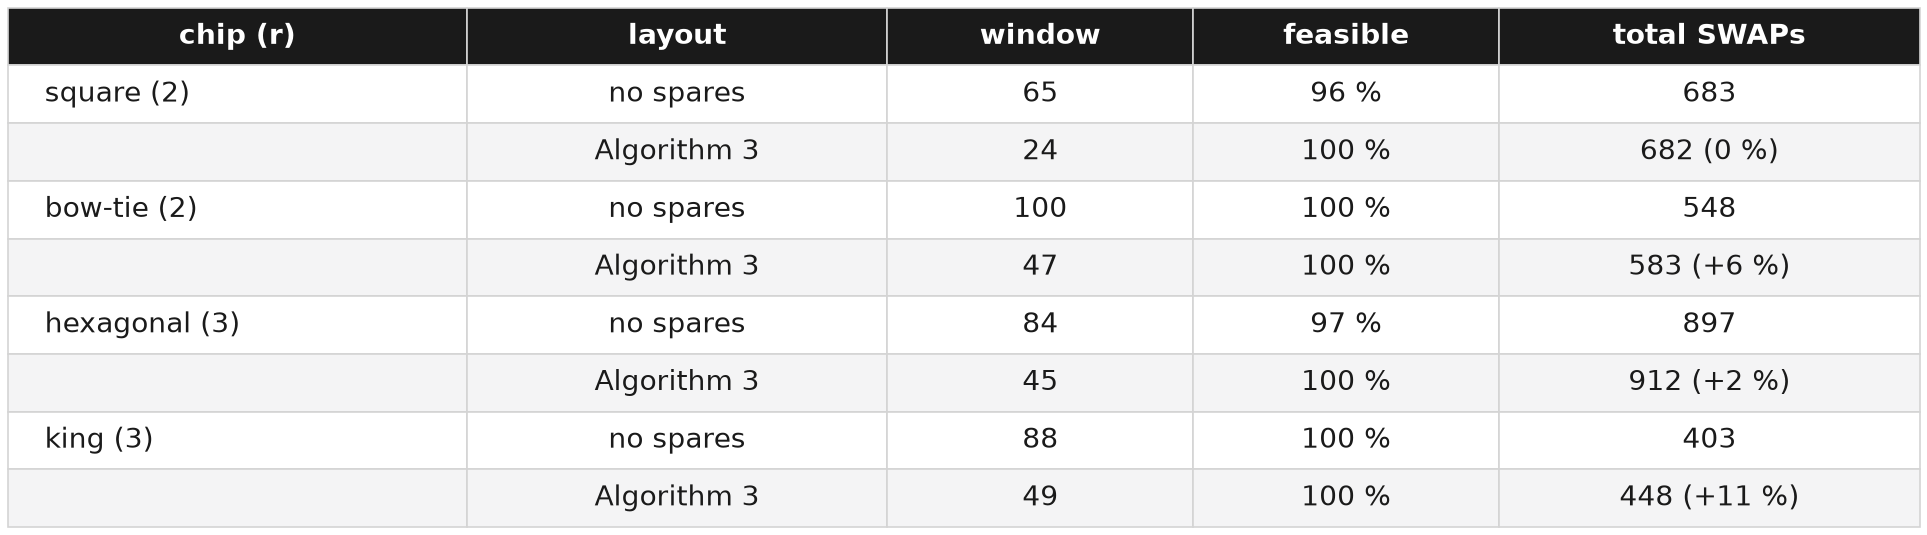 chip (r) layout window feasible total SWAPs
square (2) no spares 65 96 % 683
Algorithm 3 24 100 % 682 (0 %)
bow-tie (2) no spares 100 100 % 548
Algorithm 3 47 100 % 583 (+6 %)
hexagonal (3) no spares 84 97 % 897
Algorithm 3 45 100 % 912 (+2 %)
king (3) no spares 88 100 % 403
Algorithm 3 49 100 % 448 (+11 %)